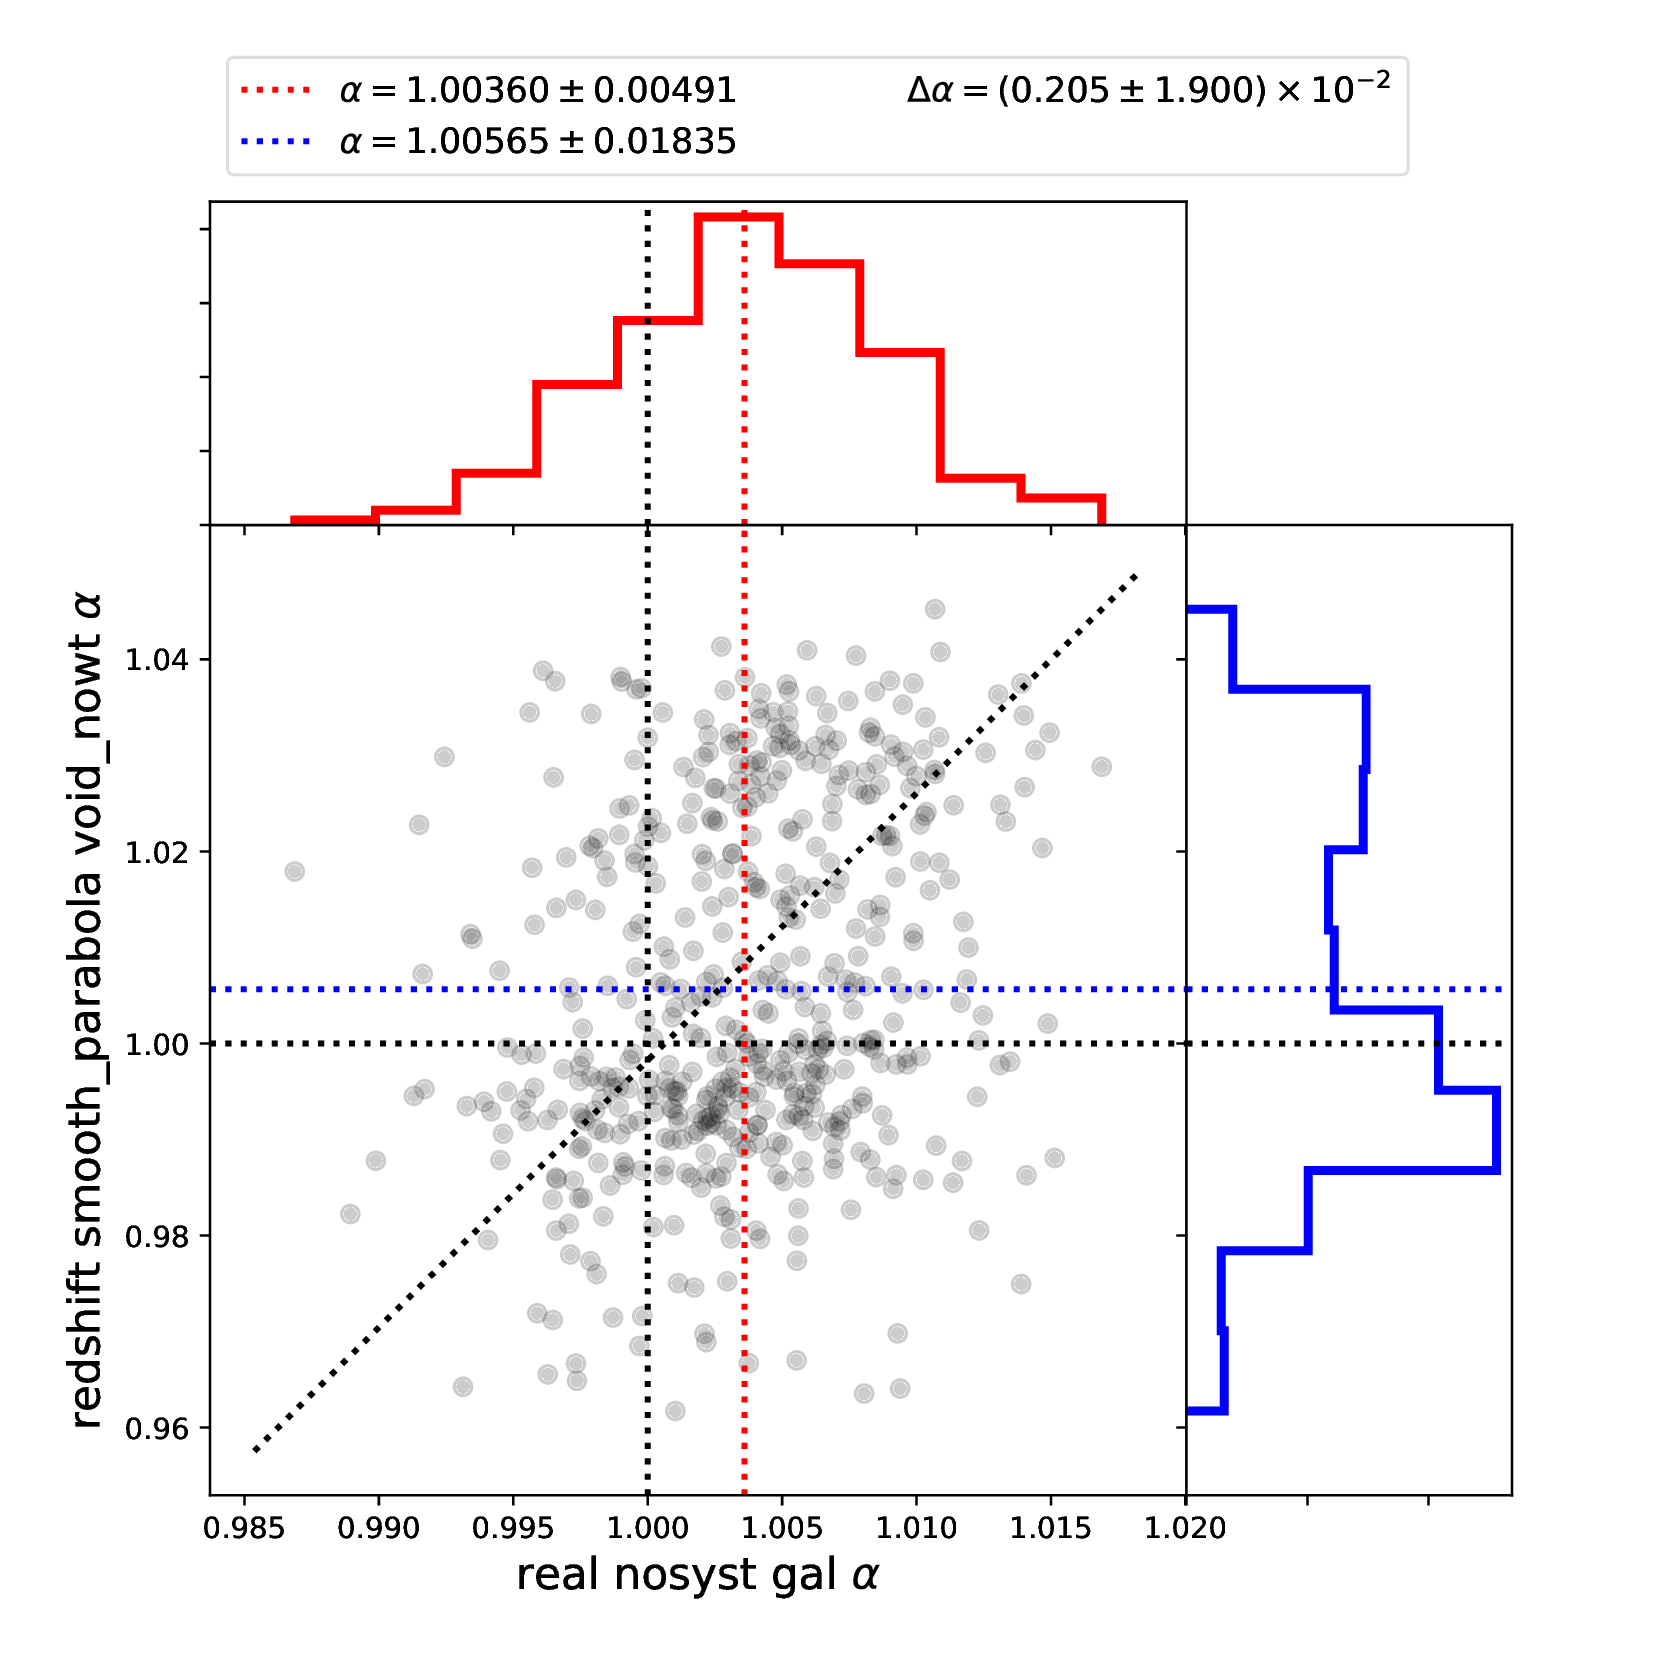 α = 1.00360 ± 0.00491
α = 1.00565 ± 0.01835
Δα = (0.205 ± 1.900) × 10⁻²
redshift smooth_parabola void_nowt α
1.04
1.02
1.00
0.98
0.96
0.985 0.990 0.995 1.000 1.005 1.010 1.015 1.020
real nosyst gal α